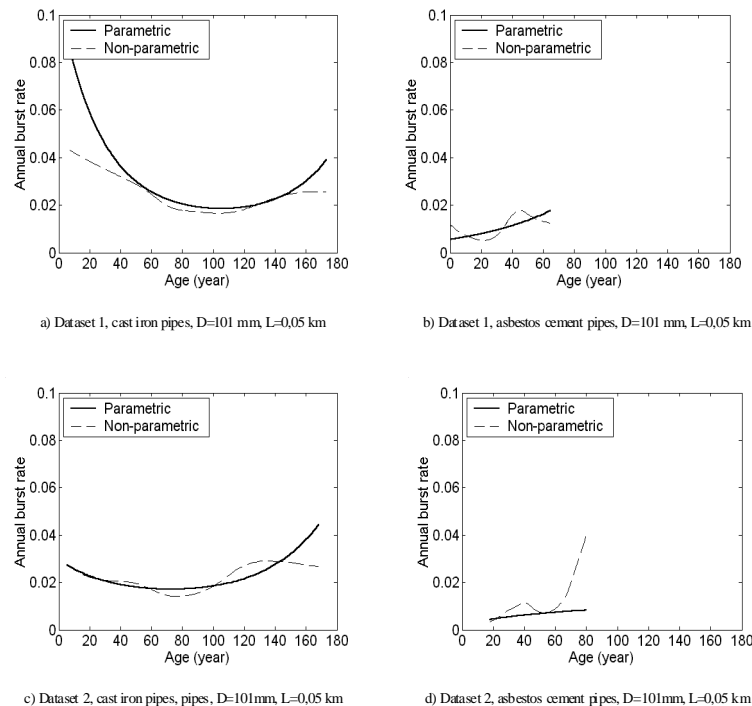 0.1
0.08
0.06
0.04
0.02
0
Annual burst rate
Parametric
Non-parametric
0 20 40 60 80 100 120 140 160 180
Age (year)
a) Dataset 1, cast iron pipes, D=101 mm, L=0,05 km
0.1
0.08
0.06
0.04
0.02
0
Annual burst rate
Parametric
Non-parametric
0 20 40 60 80 100 120 140 160 180
Age (year)
b) Dataset 1, asbestos cement pipes, D=101 mm, L=0,05 km
0.1
0.08
0.06
0.04
0.02
0
Annual burst rate
Parametric
Non-parametric
0 20 40 60 80 100 120 140 160 180
Age (year)
c) Dataset 2, cast iron pipes, pipes, D=101mm, L=0,05 km
0.1
0.08
0.06
0.04
0.02
0
Annual burst rate
Parametric
Non-parametric
0 20 40 60 80 100 120 140 160 180
Age (year)
d) Dataset 2, asbestos cement pipes, D=101mm, L=0,05 km